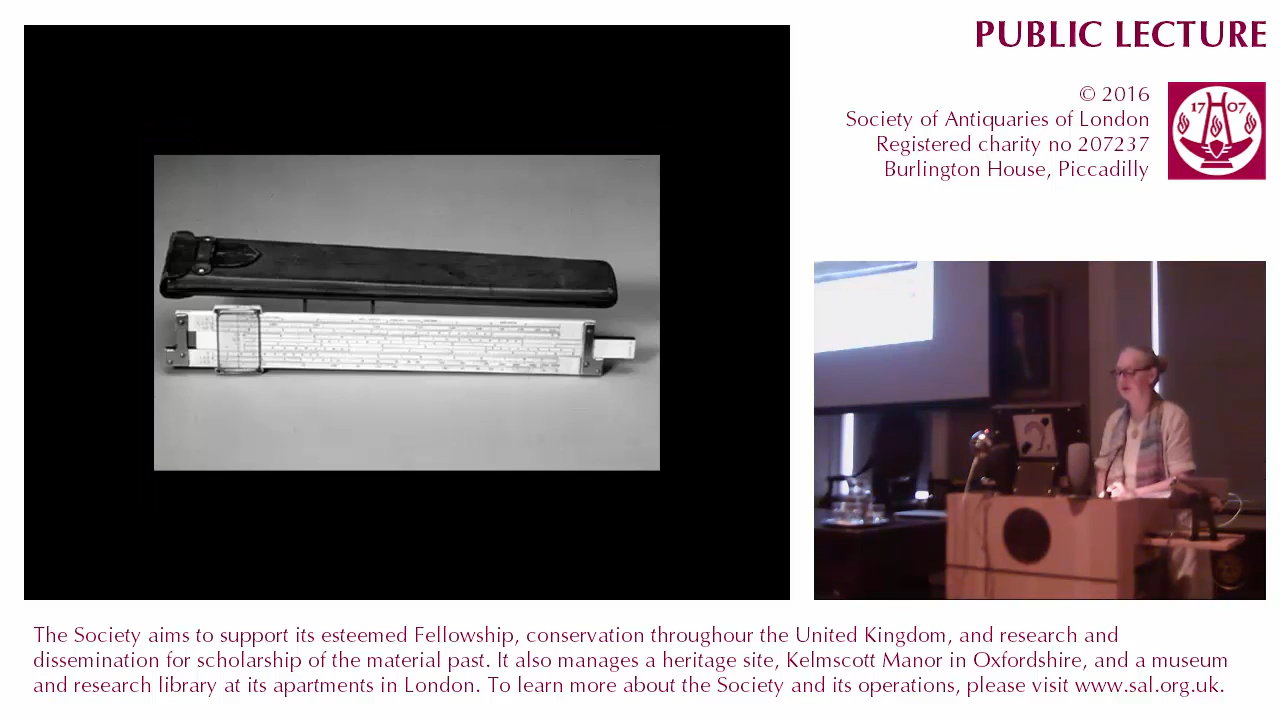 PUBLIC LECTURE
© 2016
Society of Antiquaries of London
Registered charity no 207237
Burlington House, Piccadilly
17 07
The Society aims to support its esteemed Fellowship, conservation throughour the United Kingdom, and research and
dissemination for scholarship of the material past. It also manages a heritage site, Kelmscott Manor in Oxfordshire, and a museum
and research library at its apartments in London. To learn more about the Society and its operations, please visit www.sal.org.uk.